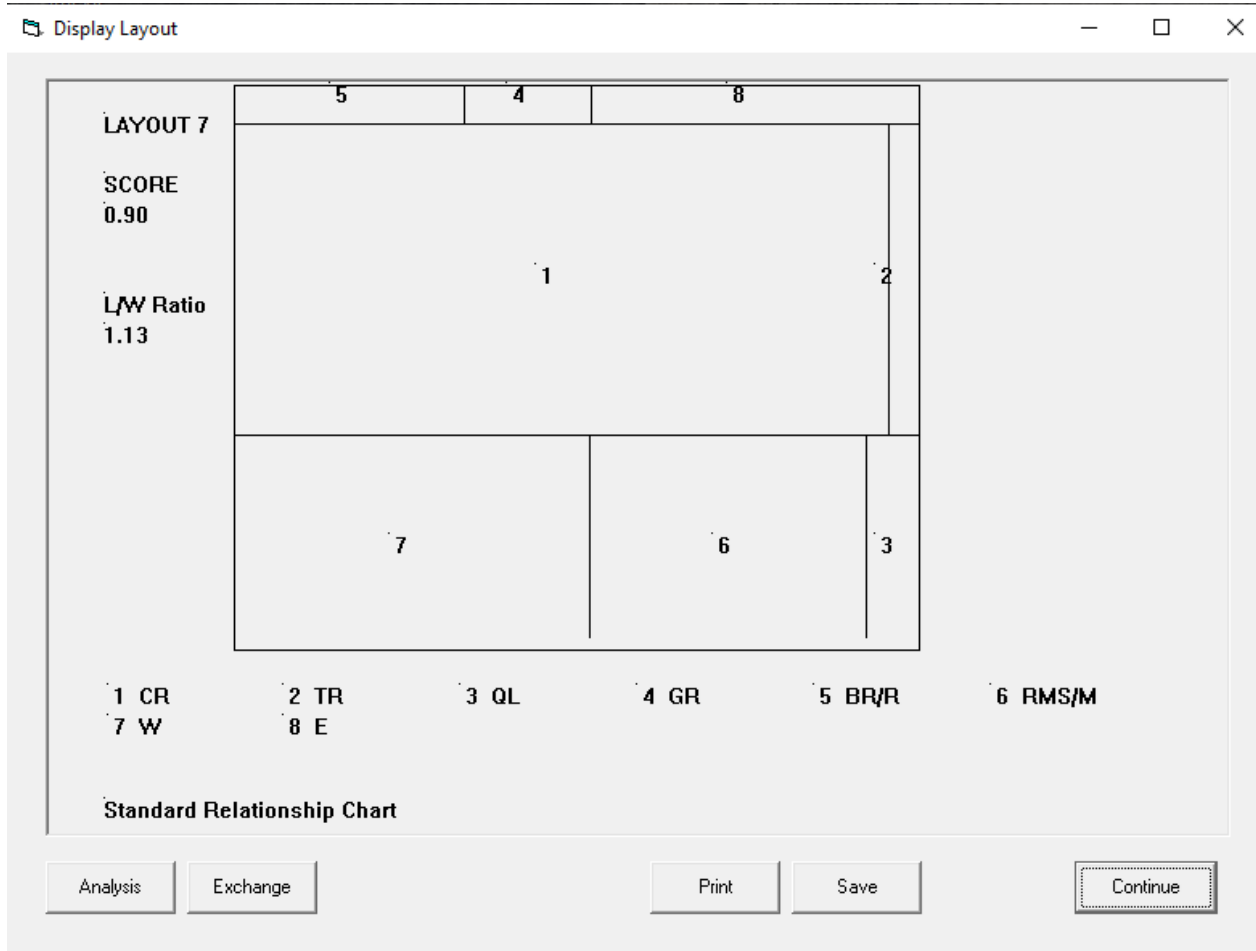 Display Layout
5 4 8
LAYOUT 7
SCORE
0.90
1 2
L/W Ratio
1.13
7 6 3
1 CR 2 TR 3 QL 4 GR 5 BR/R 6 RMS/M
7 W 8 E
Standard Relationship Chart
Analysis Exchange Print Save Continue